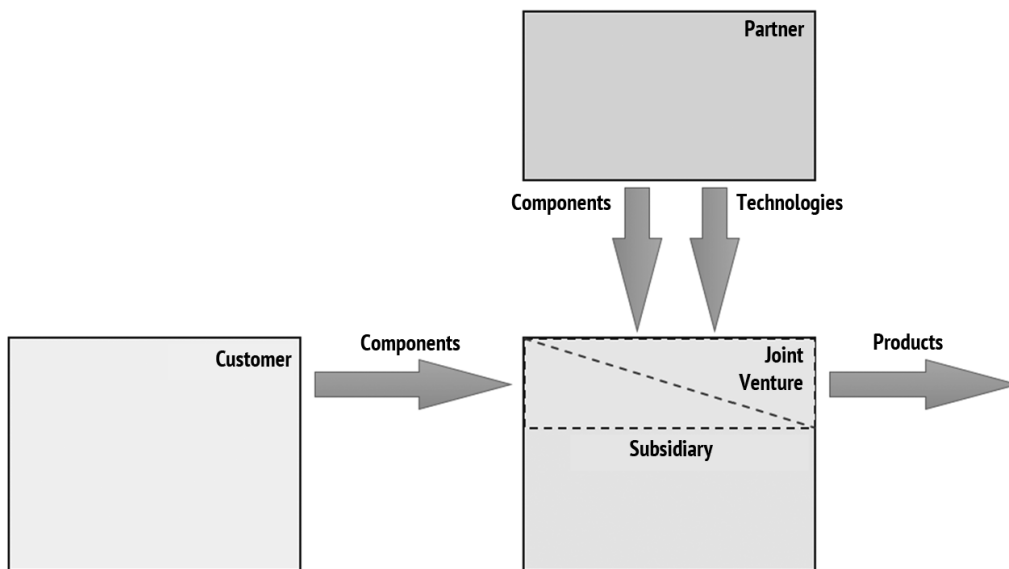 Partner
Components
Technologies
Customer
Components
Joint
Venture
Products
Subsidiary